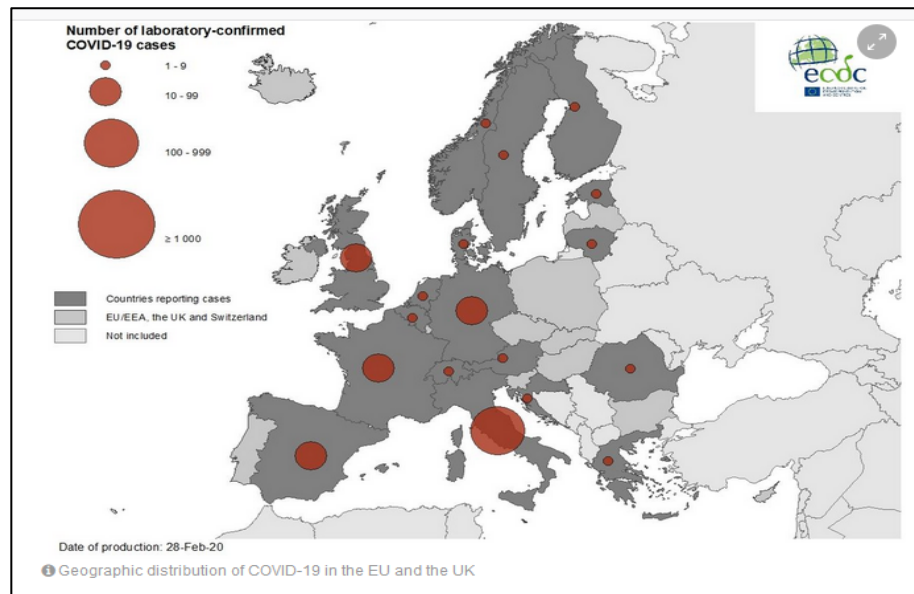 Number of laboratory-confirmed
COVID-19 cases
1 - 9
10 - 99
100 - 999
≥ 1 000
Countries reporting cases
EU/EEA, the UK and Switzerland
Not included
ecdc
Date of production: 28-Feb-20
Geographic distribution of COVID-19 in the EU and the UK